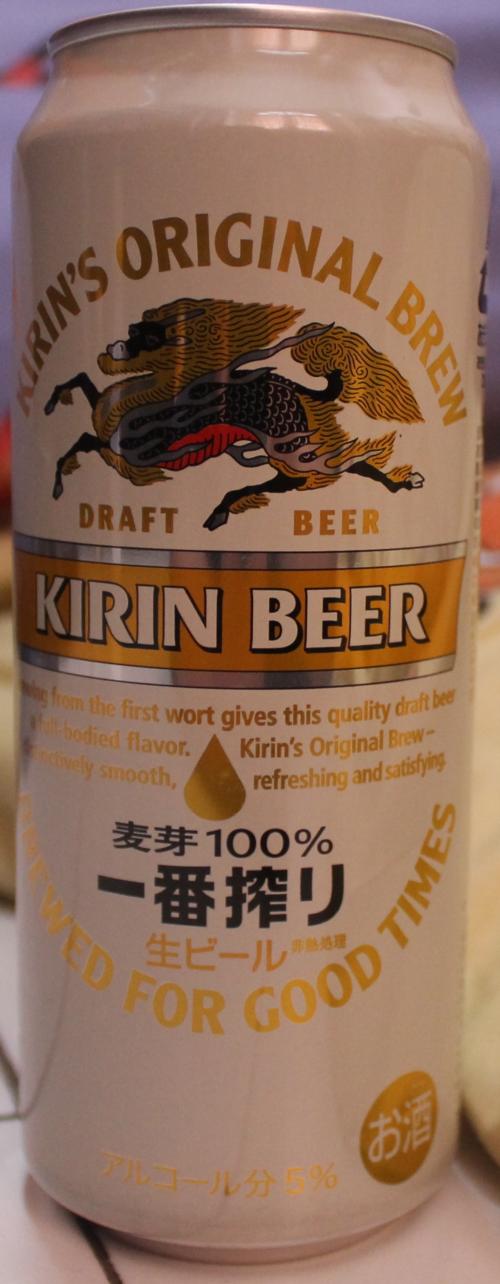 KIRIN'S ORIGINAL BREW
DRAFT BEER
KIRIN BEER
from the first wort gives this quality draft beer
full-bodied flavor. Kirin's Original Brew–
smooth, refreshing and satisfying.
麦芽100%
一番搾り
生ビール 非熱処理
BREWED FOR GOOD TIMES
お酒
アルコール分5%